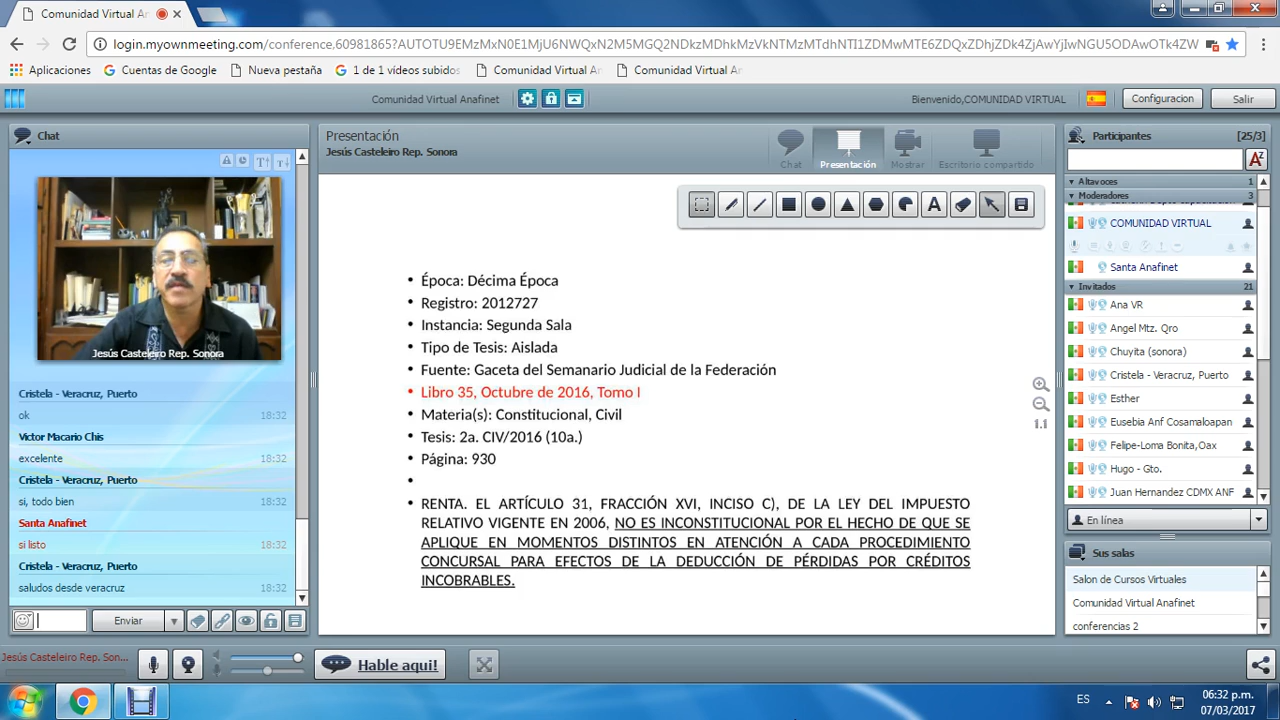 Comunidad Virtual An
login.myownmeeting.com/conference,60981865?
Aplicaciones
Cuentas de Google
Nueva pestaña
1 de 1 vídeos subidos
Comunidad Virtual An
Comunidad Virtual An
Comunidad Virtual Anafinet
Bienvenido,COMUNIDAD VIRTUAL
Configuracion
Salir
Chat
Jesús Casteleiro Rep. Sonora
Cristela - Veracruz, Puerto
ok 18:32
Victor Macario Chis
excelente 18:32
Cristela - Veracruz, Puerto
si, todo bien 18:32
Santa Anafinet
si listo 18:32
Cristela - Veracruz, Puerto
saludos desde veracruz 18:32
Enviar
Presentación
Jesús Casteleiro Rep. Sonora
Chat
Presentación
Mostrar
Escritorio compartido
A
• Época: Décima Época
• Registro: 2012727
• Instancia: Segunda Sala
• Tipo de Tesis: Aislada
• Fuente: Gaceta del Semanario Judicial de la Federación
• Libro 35, Octubre de 2016, Tomo I
• Materia(s): Constitucional, Civil
• Tesis: 2a. CIV/2016 (10a.)
• Página: 930
•
• RENTA. EL ARTÍCULO 31, FRACCIÓN XVI, INCISO C), DE LA LEY DEL IMPUESTO
RELATIVO VIGENTE EN 2006, NO ES INCONSTITUCIONAL POR EL HECHO DE QUE SE
APLIQUE EN MOMENTOS DISTINTOS EN ATENCIÓN A CADA PROCEDIMIENTO
CONCURSAL PARA EFECTOS DE LA DEDUCCIÓN DE PÉRDIDAS POR CRÉDITOS
INCOBRABLES.
1.1
Participantes [25/3]
Altavoces 1
Moderadores 3
COMUNIDAD VIRTUAL
Santa Anafinet
Invitados 21
Ana VR
Angel Mtz. Qro
Chuyita (sonora)
Cristela - Veracruz, Puerto
Esther
Eusebia Anf Cosamaloapan
Felipe-Loma Bonita,Oax
Hugo - Gto.
Juan Hernandez CDMX ANF
En línea
Sus salas
Salon de Cursos Virtuales
Comunidad Virtual Anafinet
conferencias 2
Jesús Casteleiro Rep. Son...
Hable aqui!
ES
06:32 p.m.
07/03/2017